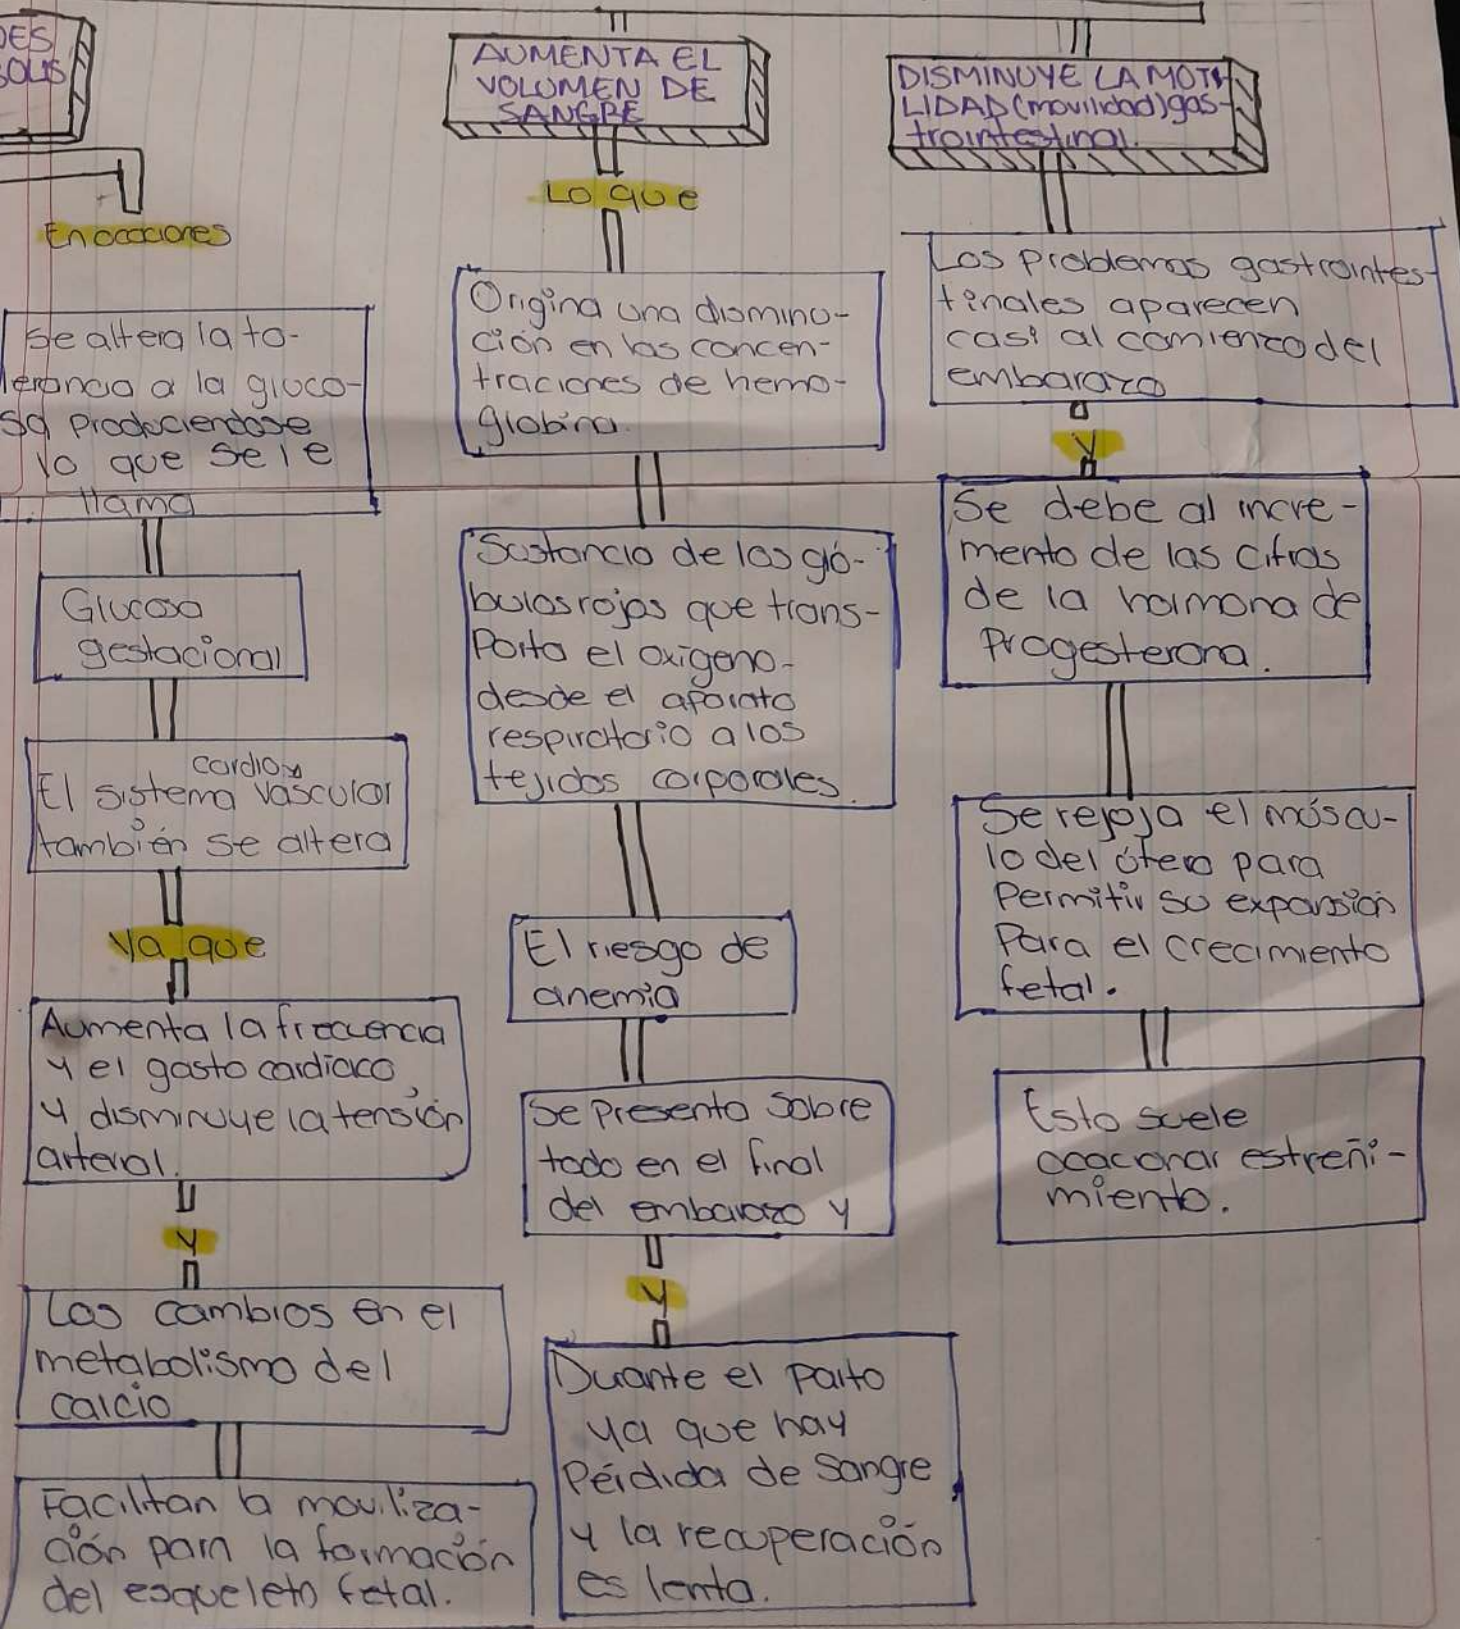 DES
SOLIS
En ocaciones
Se altera la to-
lerancia a la gluco-
sa produciendose
lo que se le
llama
Glucosa
gestacional
cardio
El sistema vascular
también se altera
Ya que
Aumenta la frecuencia
y el gasto cardíaco,
y disminuye la tensión
arterial.
y
Los cambios en el
metabolismo del
calcio
Facilitan la moviliza-
ción para la formación
del esqueleto fetal.
AUMENTA EL
VOLUMEN DE
SANGRE
Lo que
Origina una disminu-
ción en las concen-
traciones de hemo-
globina.
Sustancia de los gló-
bulos rojos que trans-
Porta el oxígeno
desde el aparato
respiratorio a los
tejidos corporales.
El riesgo de
anemia
Se presenta sobre
todo en el final
del embarazo y
y
Durante el parto
ya que hay
Pérdida de sangre
y la recuperación
es lenta.
DISMINUYE LA MOTI-
LIDAD (movilidad) gas-
trointestinal.
Los problemas gastrointes-
tinales aparecen
casi al comienzo del
embarazo
y
Se debe al incre-
mento de las cifras
de la hormona de
Progesterona.
Se rejoja el múscu-
lo del útero para
Permitir su expansión
Para el crecimiento
fetal.
Esto suele
ocacionar estreñi-
miento.